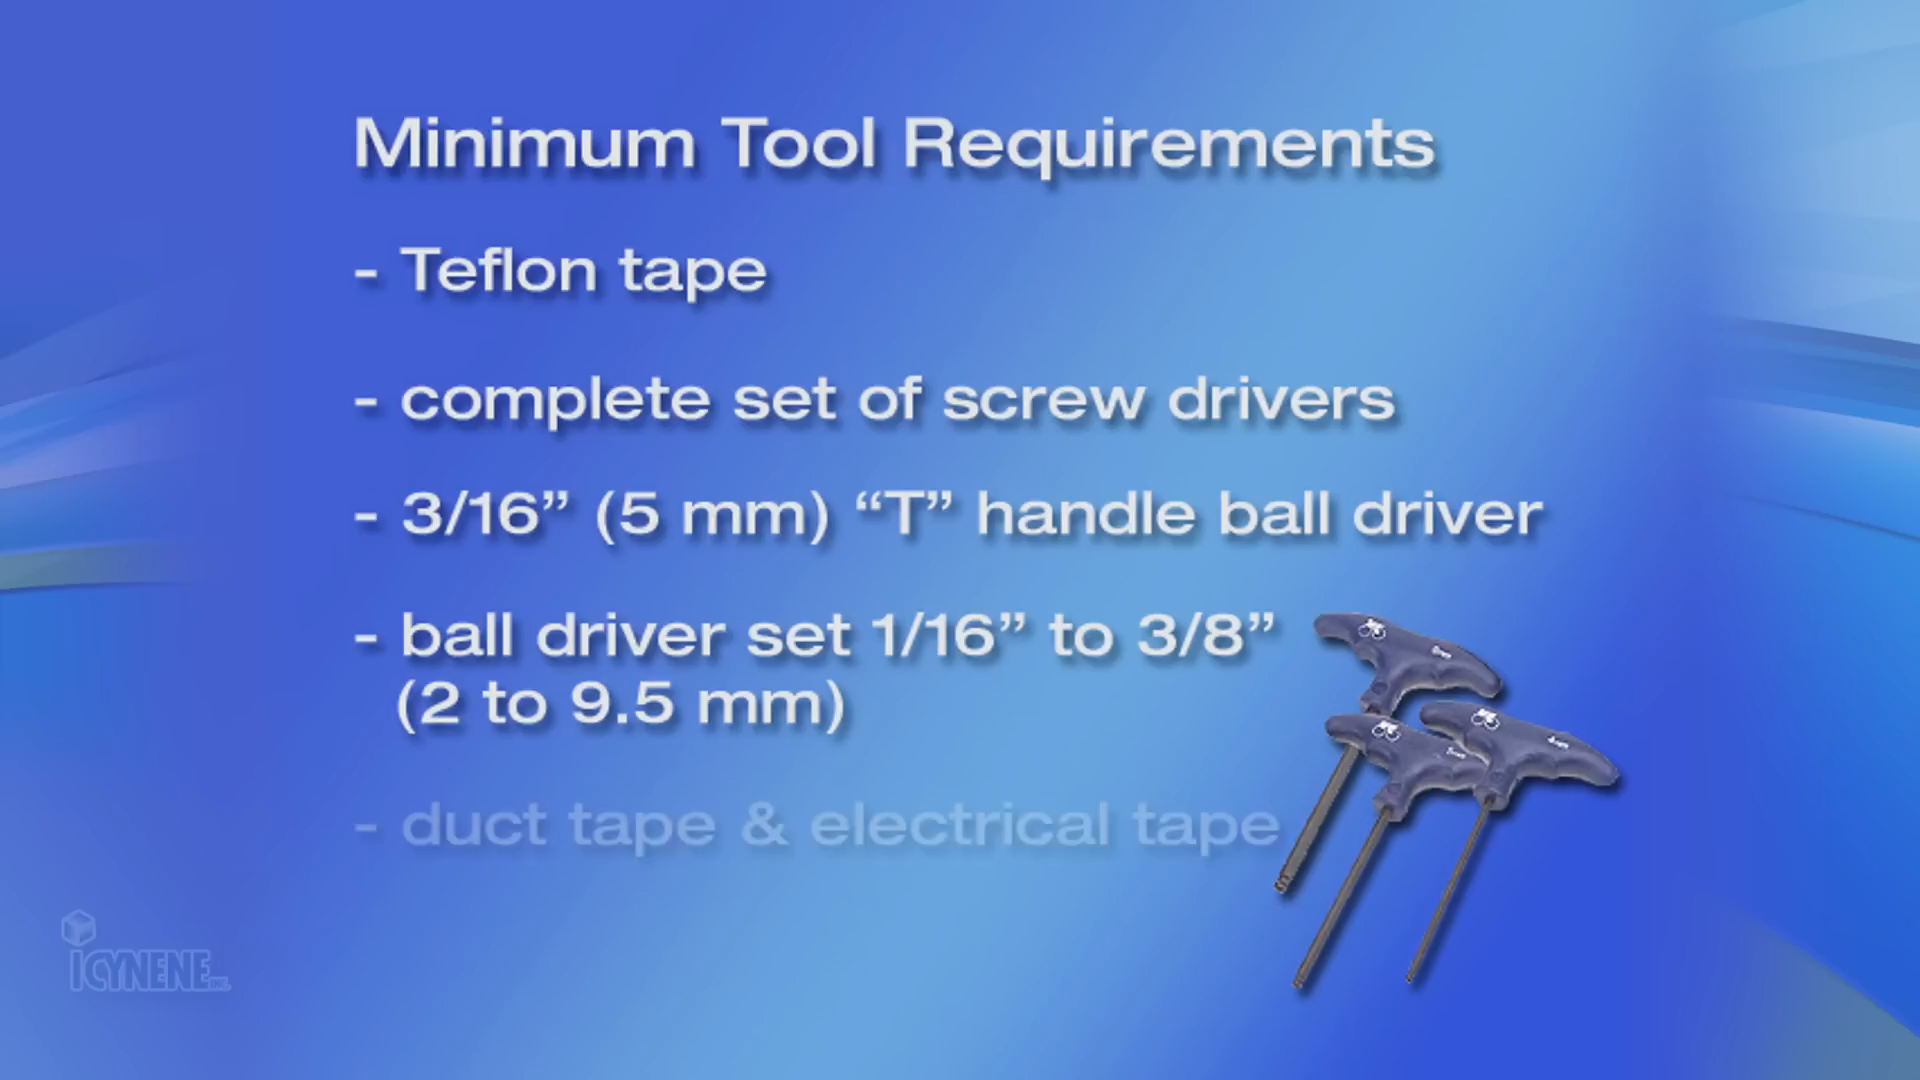 Minimum Tool Requirements
- Teflon tape
- complete set of screw drivers
- 3/16” (5 mm) “T” handle ball driver
- ball driver set 1/16” to 3/8”
(2 to 9.5 mm)
- duct tape & electrical tape
iCYNENE INC.